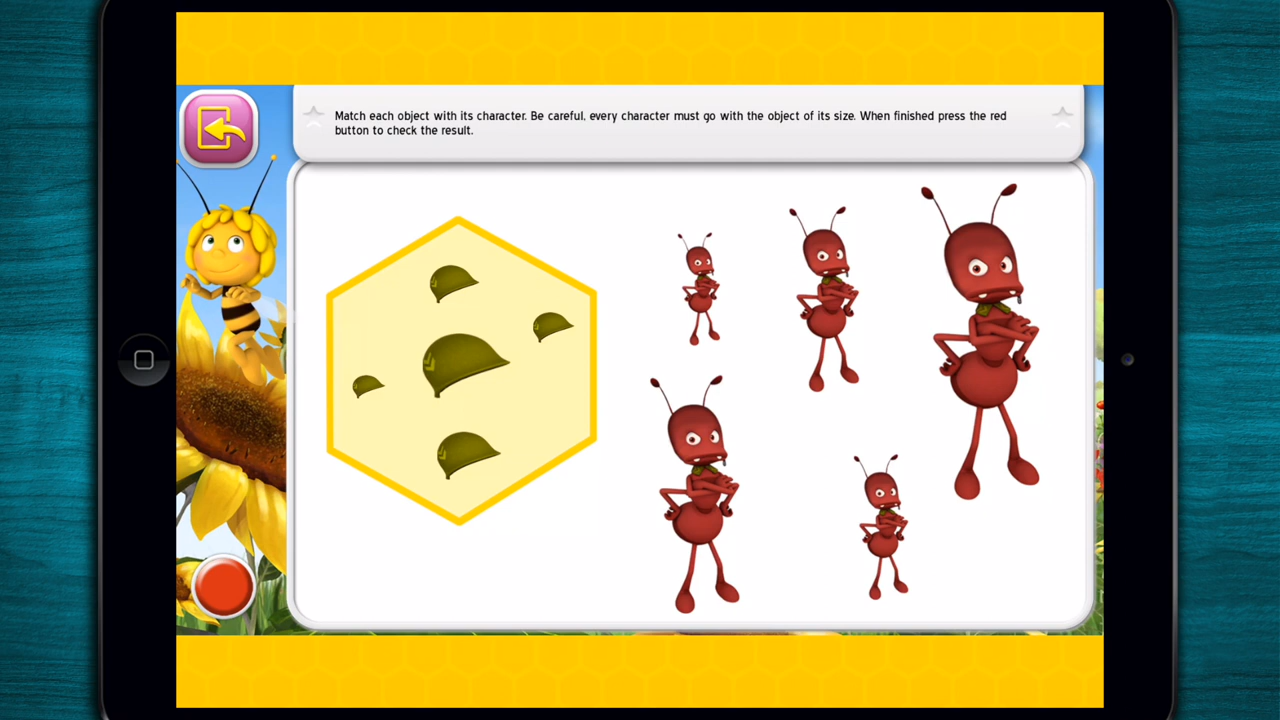 Match each object with its character. Be careful, every character must go with the object of its size. When finished press the red
button to check the result.